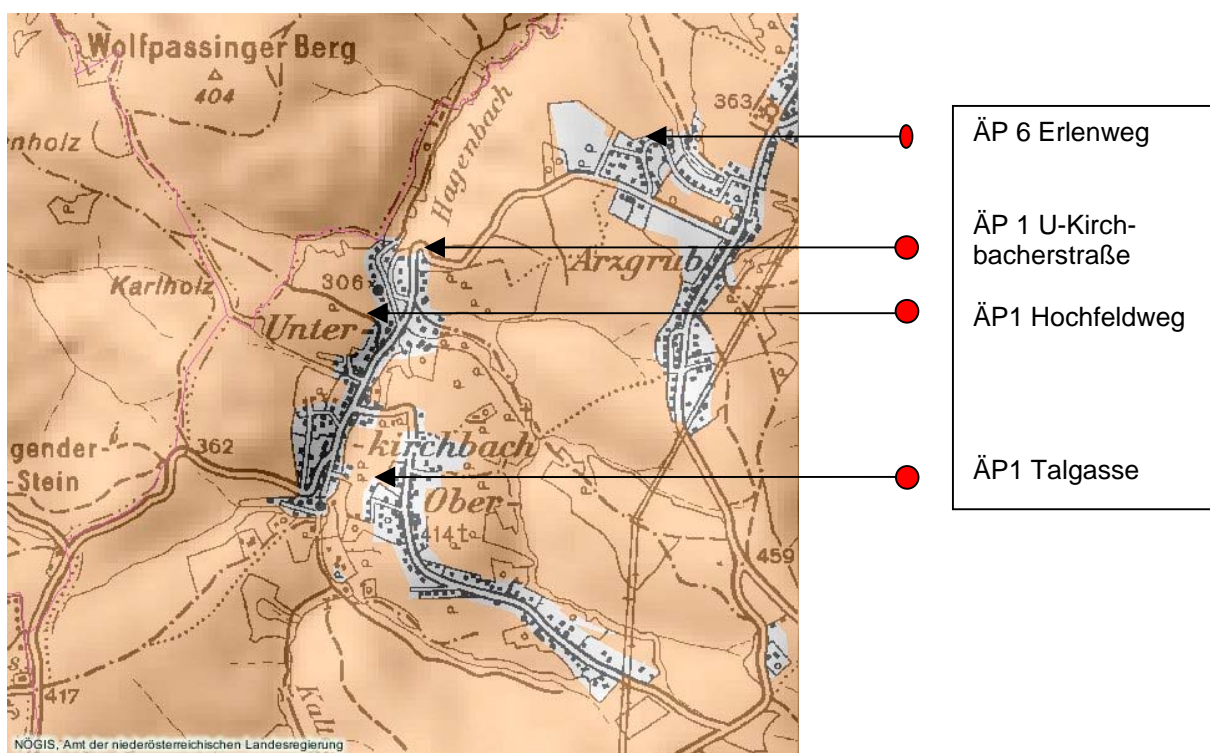 Wolfpassinger Berg
404
363
nholz
Hagenbach
Arzgrub
Karlholz
306
Unter-
362
-kirchbach
gender-
Stein
Ober-
414
459
417
Kalt
NÖGIS, Amt der niederösterreichischen Landesregierung
ÄP 6 Erlenweg
ÄP 1 U-Kirch-
bacherstraße
ÄP1 Hochfeldweg
ÄP1 Talgasse